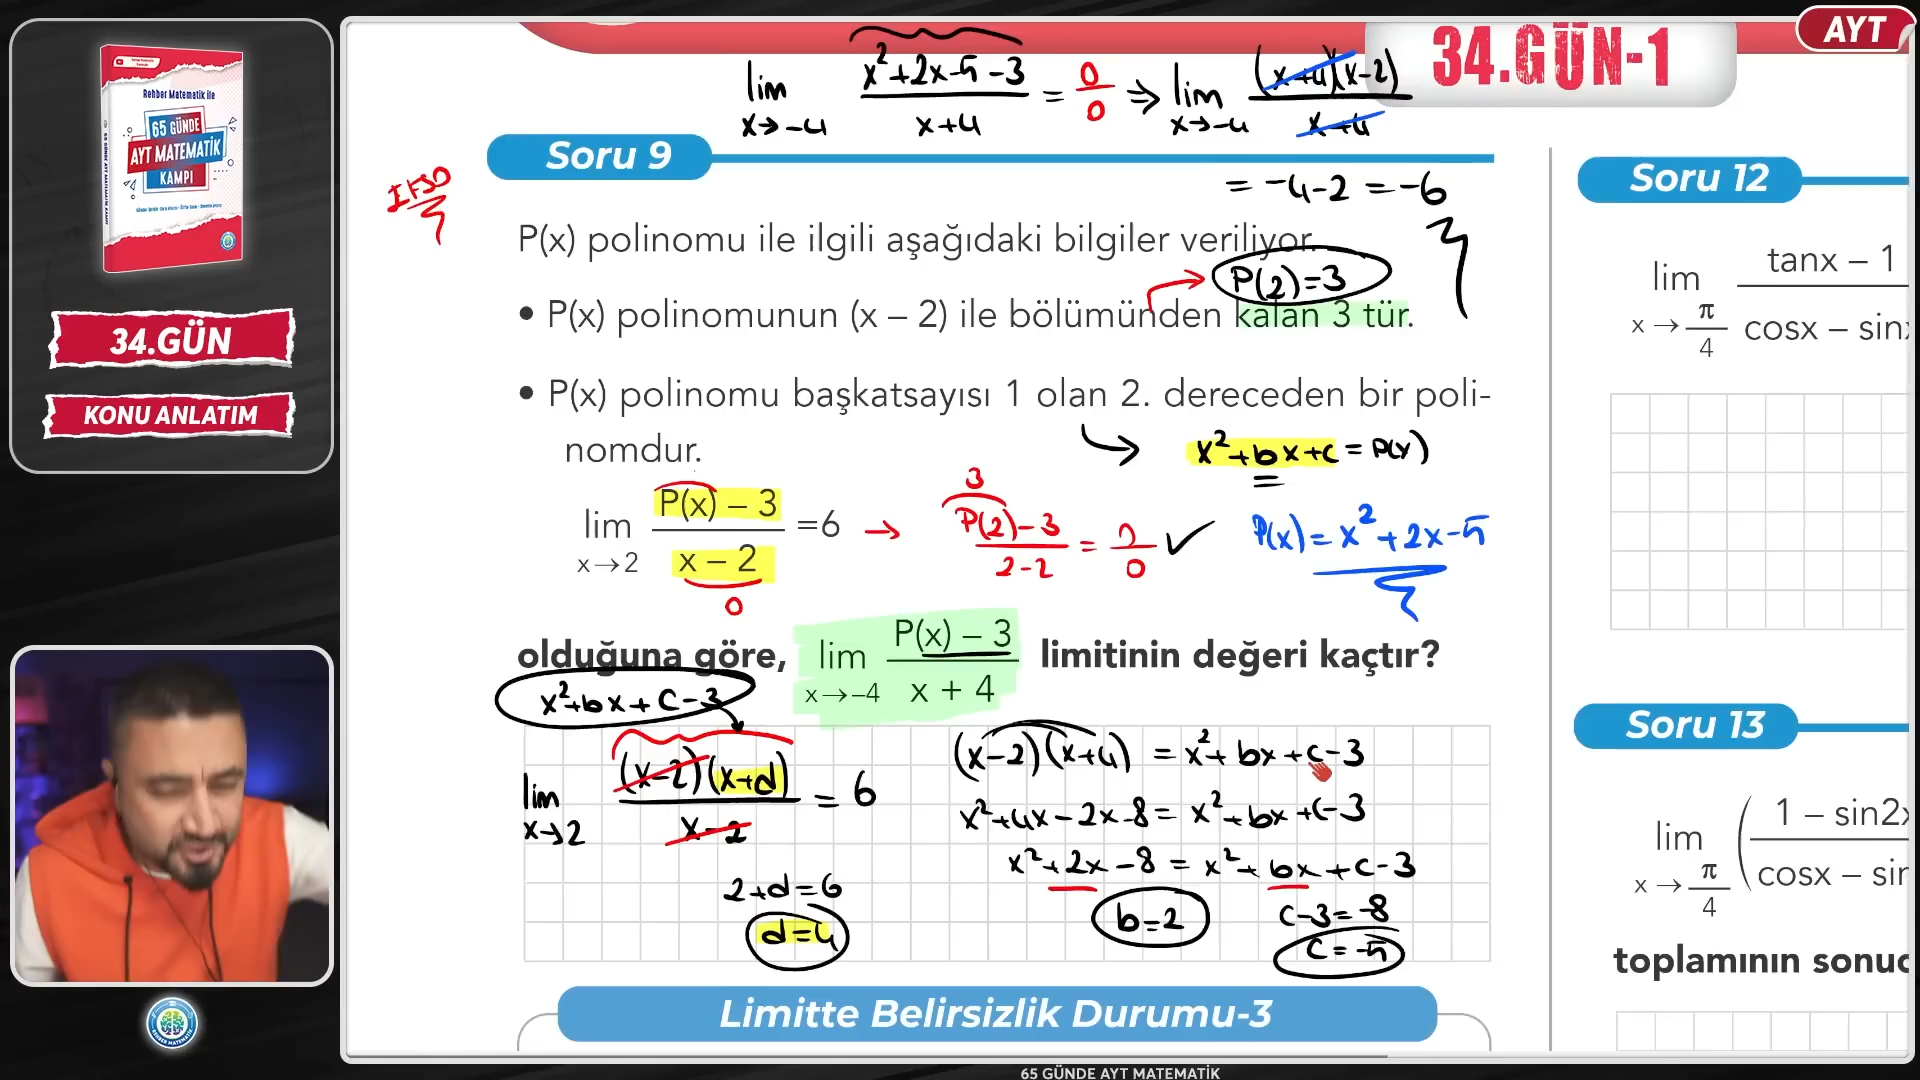 AYT
34.GÜN-1
Rehber Matematik ile
65 GÜNDE
AYT MATEMATİK
KAMPI
34.GÜN
KONU ANLATIM
lim x→-4 (x²+2x-5-3)/(x+4) = 0/0 ⇒ lim x→-4 (x+4)(x-2)/(x+4)
= -4-2 = -6
Soru 9
P(x) polinomu ile ilgili aşağıdaki bilgiler veriliyor.
P(2)=3
• P(x) polinomunun (x – 2) ile bölümünden kalan 3 tür.
• P(x) polinomu başkatsayısı 1 olan 2. dereceden bir poli-
nomdur.
x²+bx+c = P(x)
lim x→2 (P(x) – 3)/(x – 2) =6 → (P(2)-3)/(2-2) = 0/0 ✓
3
0
P(x) = x²+2x-5
olduğuna göre, lim x→-4 (P(x) – 3)/(x + 4) limitinin değeri kaçtır?
x²+bx+c-3
lim x→2 (x-2)(x+d)/(x-2) = 6
2+d=6
d=4
(x-2)(x+4) = x²+bx+c-3
x²+4x-2x-8 = x²+bx+c-3
x²+2x-8 = x²+bx+c-3
b=2
c-3=-8
c=-5
Limitte Belirsizlik Durumu-3
Soru 12
lim x→π/4 (tanx – 1)/(cosx – sin
Soru 13
lim x→π/4 ((1 – sin2x)/(cosx – sin
toplamının sonuc
REHBER MATEMATİK
65 GÜNDE AYT MATEMATİK